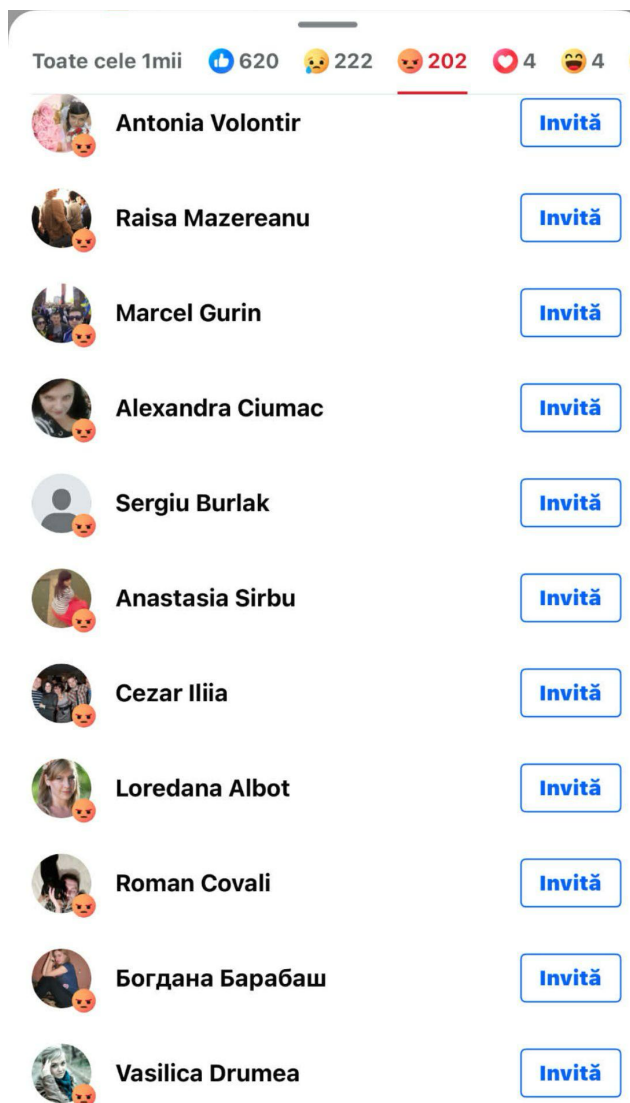 Toate cele 1mii 620 222 202 4 4
Antonia Volontir Invită
Raisa Mazereanu Invită
Marcel Gurin Invită
Alexandra Ciumac Invită
Sergiu Burlak Invită
Anastasia Sirbu Invită
Cezar Iliia Invită
Loredana Albot Invită
Roman Covali Invită
Богдана Барабаш Invită
Vasilica Drumea Invită